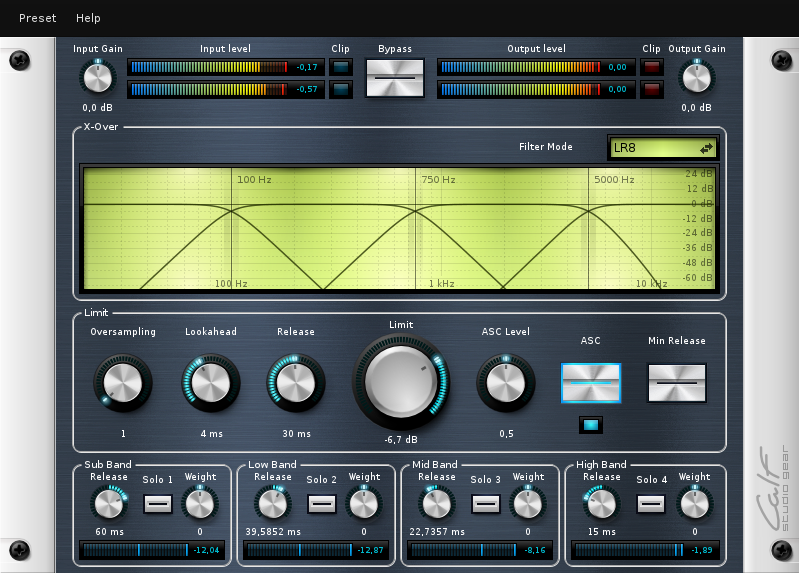 Preset Help
Input Gain Input level Clip Bypass Output level Clip Output Gain
-0,17 0,00
-0,57 0,00
0,0 dB 0,0 dB
X-Over
Filter Mode LR8
100 Hz 750 Hz 5000 Hz 24 dB
12 dB
0 dB
-12 dB
-24 dB
-36 dB
-48 dB
-60 dB
100 Hz 1 kHz 10 kHz
Limit
Oversampling Lookahead Release Limit ASC Level ASC Min Release
1 4 ms 30 ms -6,7 dB 0,5
Sub Band Low Band Mid Band High Band
Release Solo 1 Weight Release Solo 2 Weight Release Solo 3 Weight Release Solo 4 Weight
60 ms 0 39,5852 ms 0 22,7357 ms 0 15 ms 0
-12,04 -12,87 -8,16 -1,89
Calf
studio gear